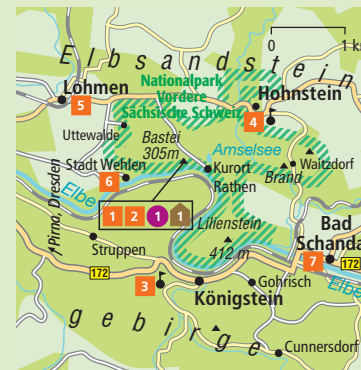 Elbsandstein
0
1 k
Nationalpark
Vordere
Sächsische Schweiz
Lohmen
5
Hohnstein
4
Uttewalde
Bastei
305m
Amselsee
Waitzdorf
Brand
Stadt Wehlen
6
Kurort
Rathen
Elbe
1 2 1 1
Pirna, Dresden
Lilienstein
412 m
Struppen
Bad
Schanda
172
7
172
3
Elbe
Königstein
Gohrisch
gebirge
Cunnersdorf